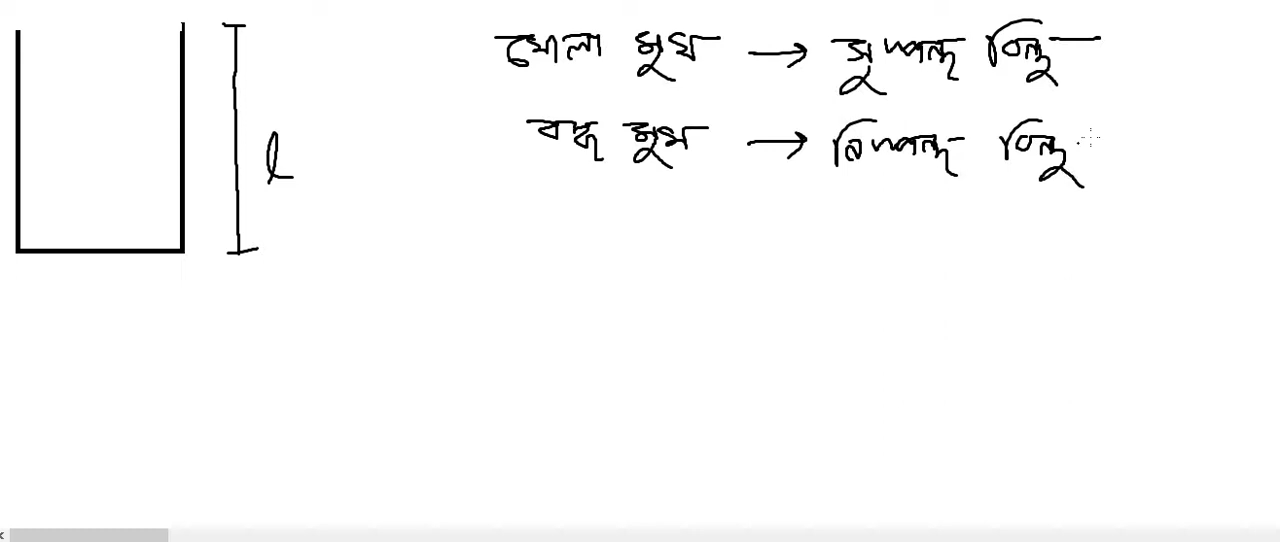 খোলা মুখ → সুস্পন্দ বিন্দু
বদ্ধ মুখ → নিস্পন্দ বিন্দু
l